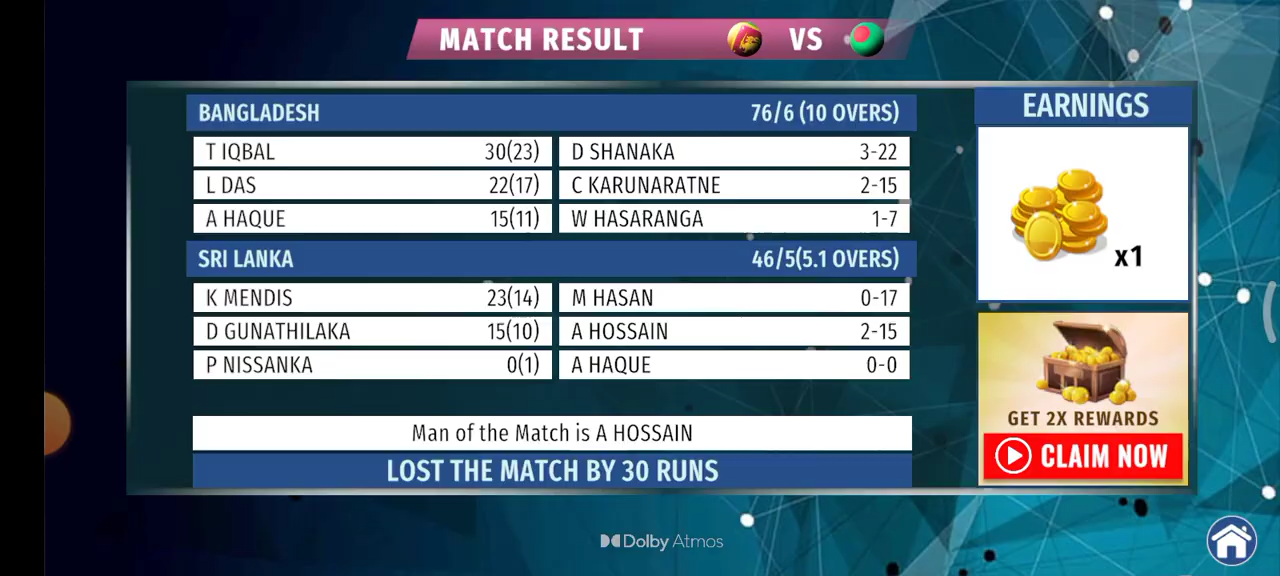 MATCH RESULT VS
BANGLADESH 76/6 (10 OVERS)
T IQBAL 30(23) D SHANAKA 3-22
L DAS 22(17) C KARUNARATNE 2-15
A HAQUE 15(11) W HASARANGA 1-7
SRI LANKA 46/5(5.1 OVERS)
K MENDIS 23(14) M HASAN 0-17
D GUNATHILAKA 15(10) A HOSSAIN 2-15
P NISSANKA 0(1) A HAQUE 0-0
Man of the Match is A HOSSAIN
LOST THE MATCH BY 30 RUNS
EARNINGS
x1
GET 2X REWARDS
CLAIM NOW
Dolby Atmos